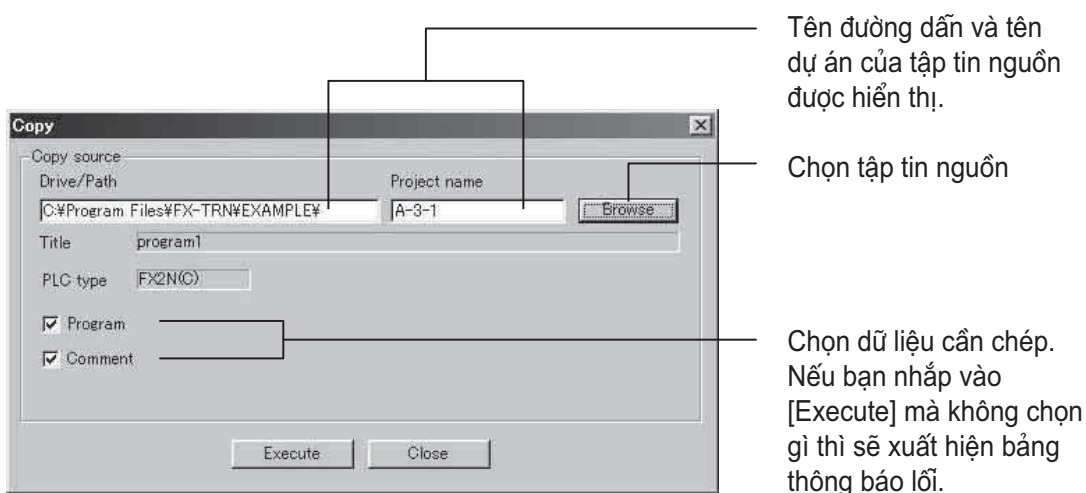 Tên đường dẫn và tên
dự án của tập tin nguồn
được hiển thị.
Copy
Copy source
Drive/Path
Project name
Chọn tập tin nguồn
C:¥Program Files¥FX-TRN¥EXAMPLE¥
A-3-1
Browse
Title
program1
PLC type
FX2N(C)
Program
Comment
Chọn dữ liệu cần chép.
Nếu bạn nhắp vào
[Execute] mà không chọn
gì thì sẽ xuất hiện bảng
thông báo lỗi.
Execute
Close